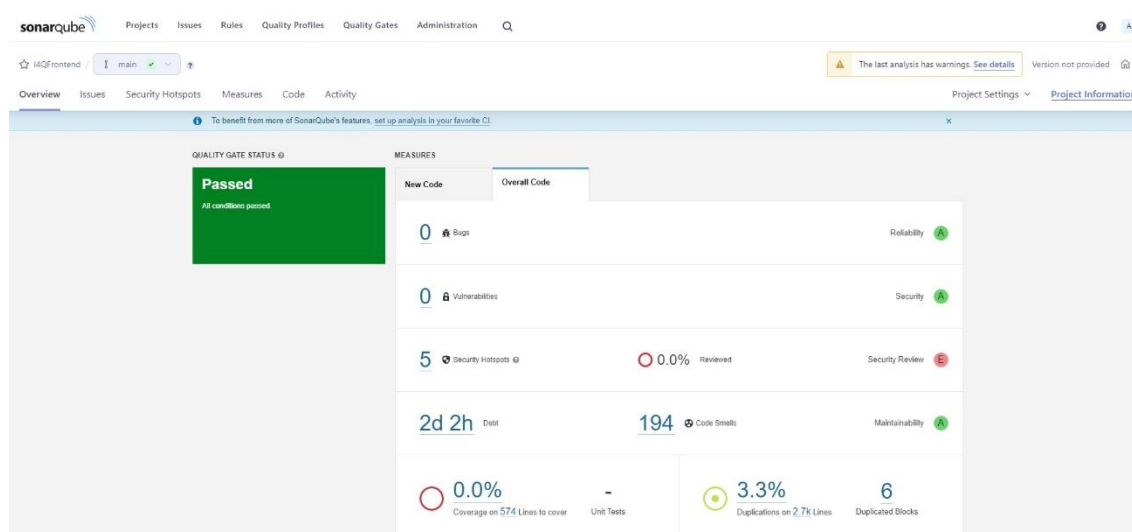 sonarqube Projects Issues Rules Quality Profiles Quality Gates Administration ? A
I4QFrontend / main ?
The last analysis has warnings. See details Version not provided
Overview Issues Security Hotspots Measures Code Activity Project Settings Project Information
To benefit from more of SonarQube's features, set up analysis in your favorite CI. ×
QUALITY GATE STATUS ?
MEASURES
Passed
All conditions passed.
New Code Overall Code
0 Bugs Reliability A
0 Vulnerabilities Security A
5 Security Hotspots ? 0.0% Reviewed Security Review E
2d 2h Debt 194 Code Smells Maintainability A
0.0% - 3.3% 6
Coverage on 574 Lines to cover Unit Tests Duplications on 2.7k Lines Duplicated Blocks